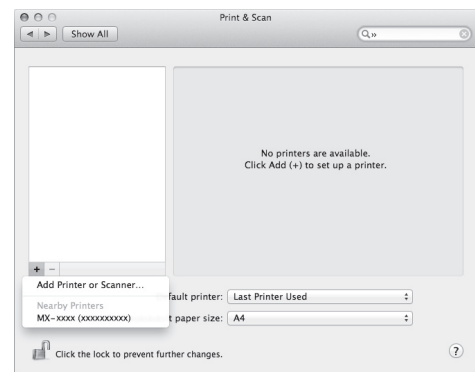 Print & Scan
Show All
No printers are available.
Click Add (+) to set up a printer.
+ −
Add Printer or Scanner...
Nearby Printers
MX-xxxx (xxxxxxxxxx)
fault printer: Last Printer Used
t paper size: A4
Click the lock to prevent further changes.
?